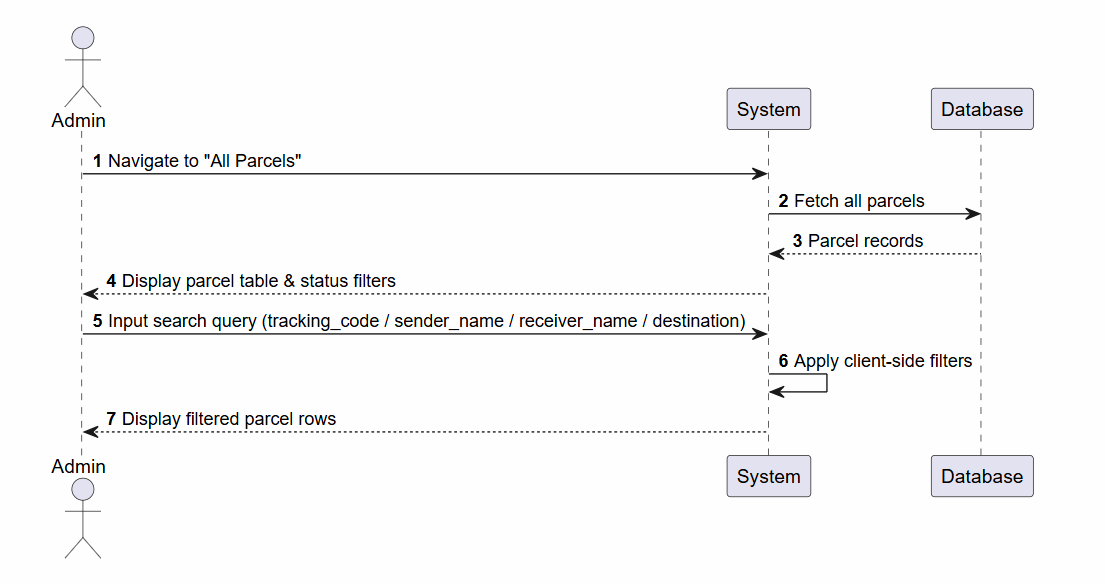 Admin
System
Database
1 Navigate to "All Parcels"
2 Fetch all parcels
3 Parcel records
4 Display parcel table & status filters
5 Input search query (tracking_code / sender_name / receiver_name / destination)
6 Apply client-side filters
7 Display filtered parcel rows
Admin
System
Database